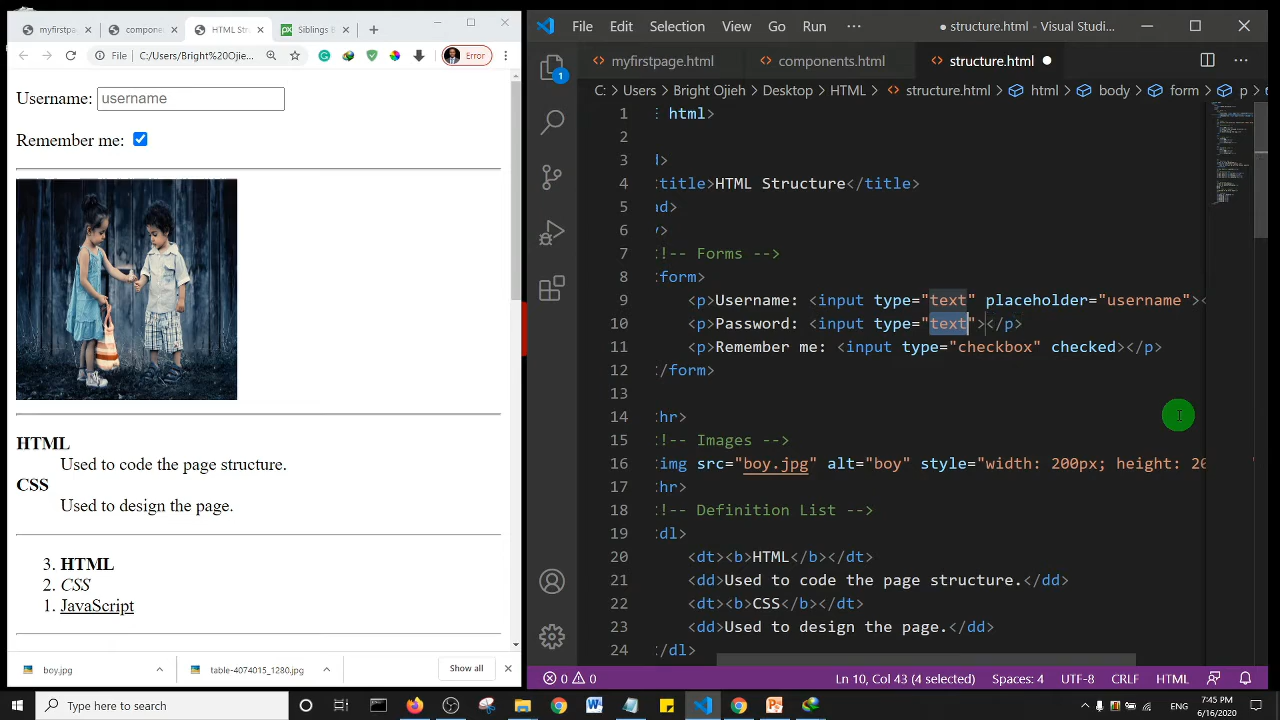 myfirstp
compone
HTML Str
Siblings B
File
C:/Users/Bright%20Ojie...
Error
Username: username
Remember me:
HTML
Used to code the page structure.
CSS
Used to design the page.
3. HTML
2. CSS
1. JavaScript
boy.jpg
table-4074015_1280.jpg
Show all
File Edit Selection View Go Run ···
● structure.html - Visual Studi...
1
myfirstpage.html
components.html
structure.html
C: > Users > Bright Ojieh > Desktop > HTML > structure.html > html > body > form > p >
1 html>
2
3 d>
4 title>HTML Structure</title>
5 ad>
6 y>
7 !-- Forms -->
8 form>
9 <p>Username: <input type="text" placeholder="username"><
10 <p>Password: <input type="text"></p>
11 <p>Remember me: <input type="checkbox" checked></p>
12 /form>
13
14 hr>
15 !-- Images -->
16 img src="boy.jpg" alt="boy" style="width: 200px; height: 20
17 hr>
18 !-- Definition List -->
19 dl>
20 <dt><b>HTML</b></dt>
21 <dd>Used to code the page structure.</dd>
22 <dt><b>CSS</b></dt>
23 <dd>Used to design the page.</dd>
24 /dl>
0 0
Ln 10, Col 43 (4 selected)
Spaces: 4
UTF-8
CRLF
HTML
Type here to search
ENG
7:45 PM
6/16/2020